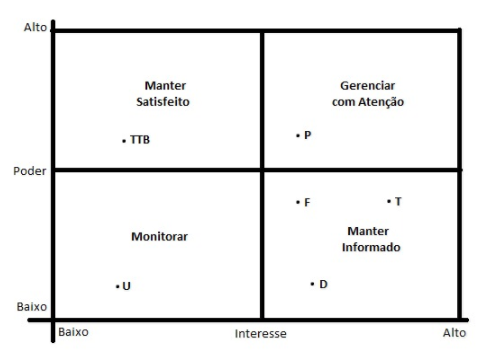 Alto
Manter
Satisfeito
Gerenciar
com Atenção
• TTB
• P
Poder
• F
• T
Monitorar
Manter
Informado
• U
• D
Baixo
Baixo
Interesse
Alto